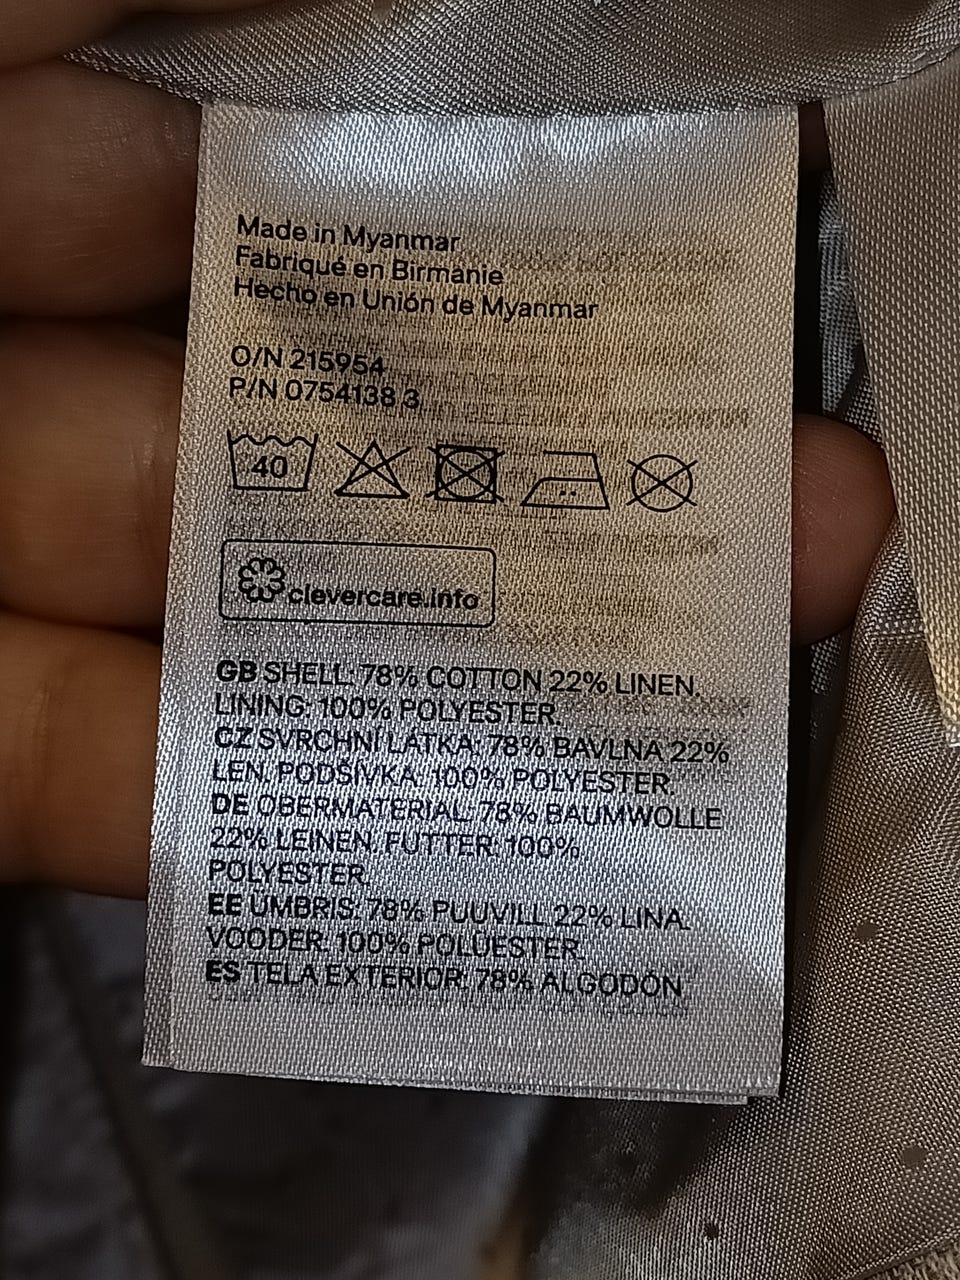 Made in Myanmar
Fabriqué en Birmanie
Hecho en Unión de Myanmar
O/N 215954
P/N 0754138 3
40
clevercare.info
GB SHELL: 78% COTTON 22% LINEN.
LINING: 100% POLYESTER.
CZ SVRCHNÍ LÁTKA: 78% BAVLNA 22%
LEN. PODŠÍVKA: 100% POLYESTER.
DE OBERMATERIAL: 78% BAUMWOLLE
22% LEINEN. FUTTER: 100%
POLYESTER.
EE ÜMBRIS: 78% PUUVILL 22% LINA.
VOODER: 100% POLÜESTER.
ES TELA EXTERIOR: 78% ALGODÓN